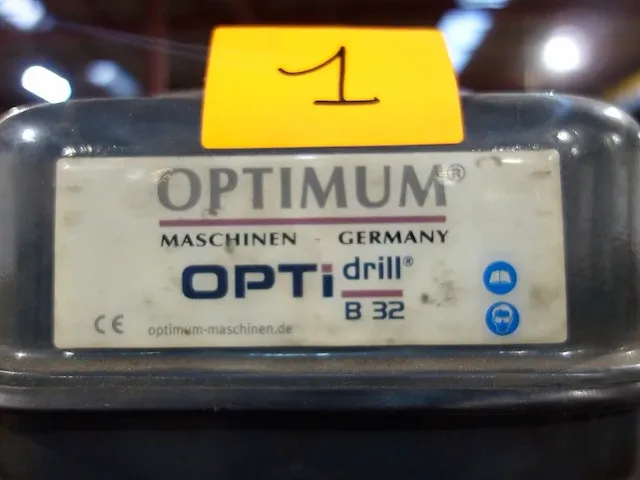 1
OPTIMUM®
MASCHINEN - GERMANY
OPTi drill®
B 32
CE optimum-maschinen.de